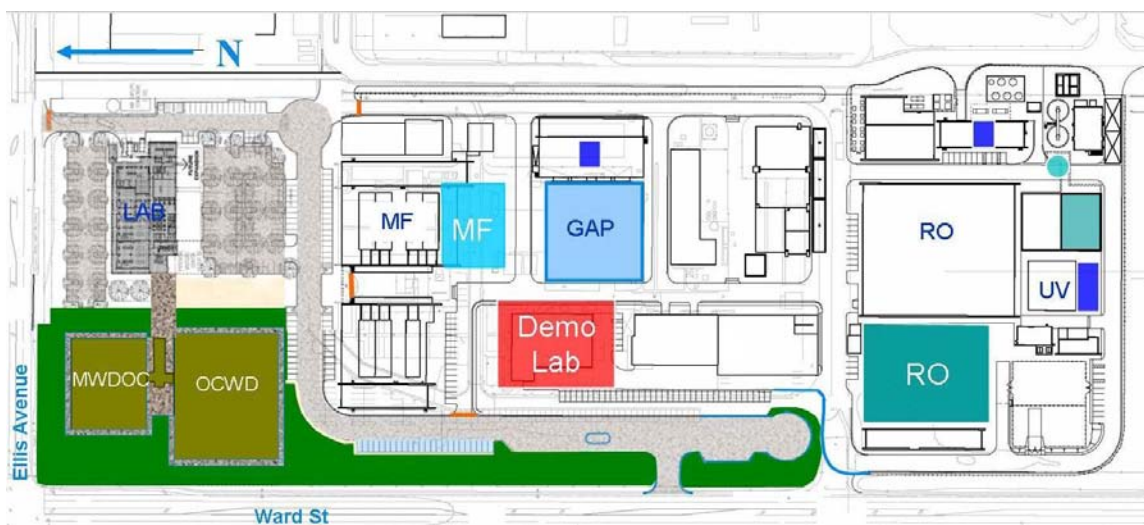 N
LAB
MF
MF
GAP
RO
UV
Demo
Lab
RO
MWDOC
OCWD
Ellis Avenue
Ward St